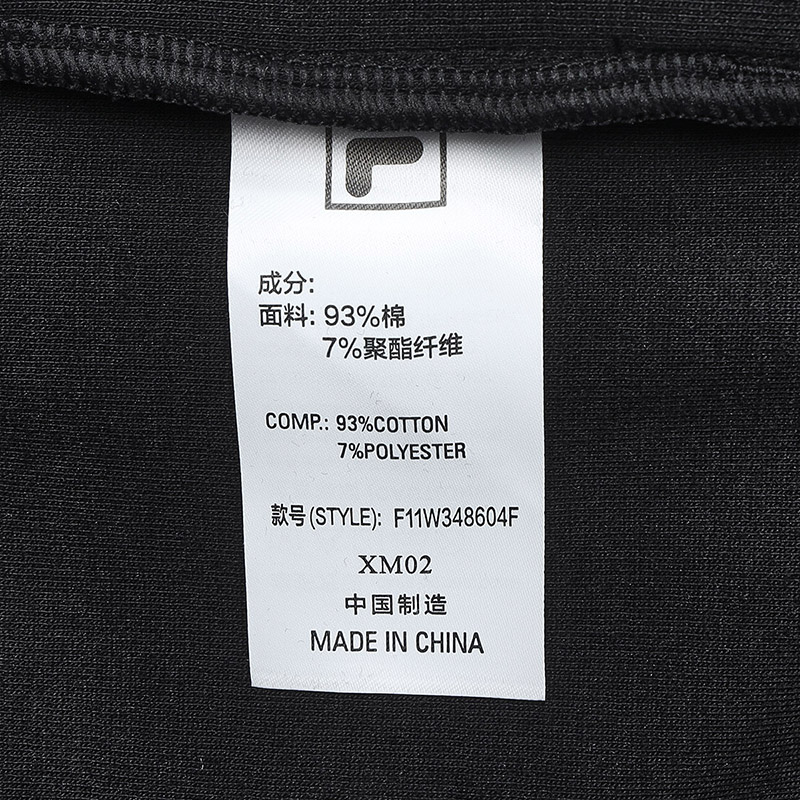 成分:
面料: 93%棉
7%聚酯纤维
COMP.: 93%COTTON
7%POLYESTER
款号(STYLE): F11W348604F
XM02
中国制造
MADE IN CHINA